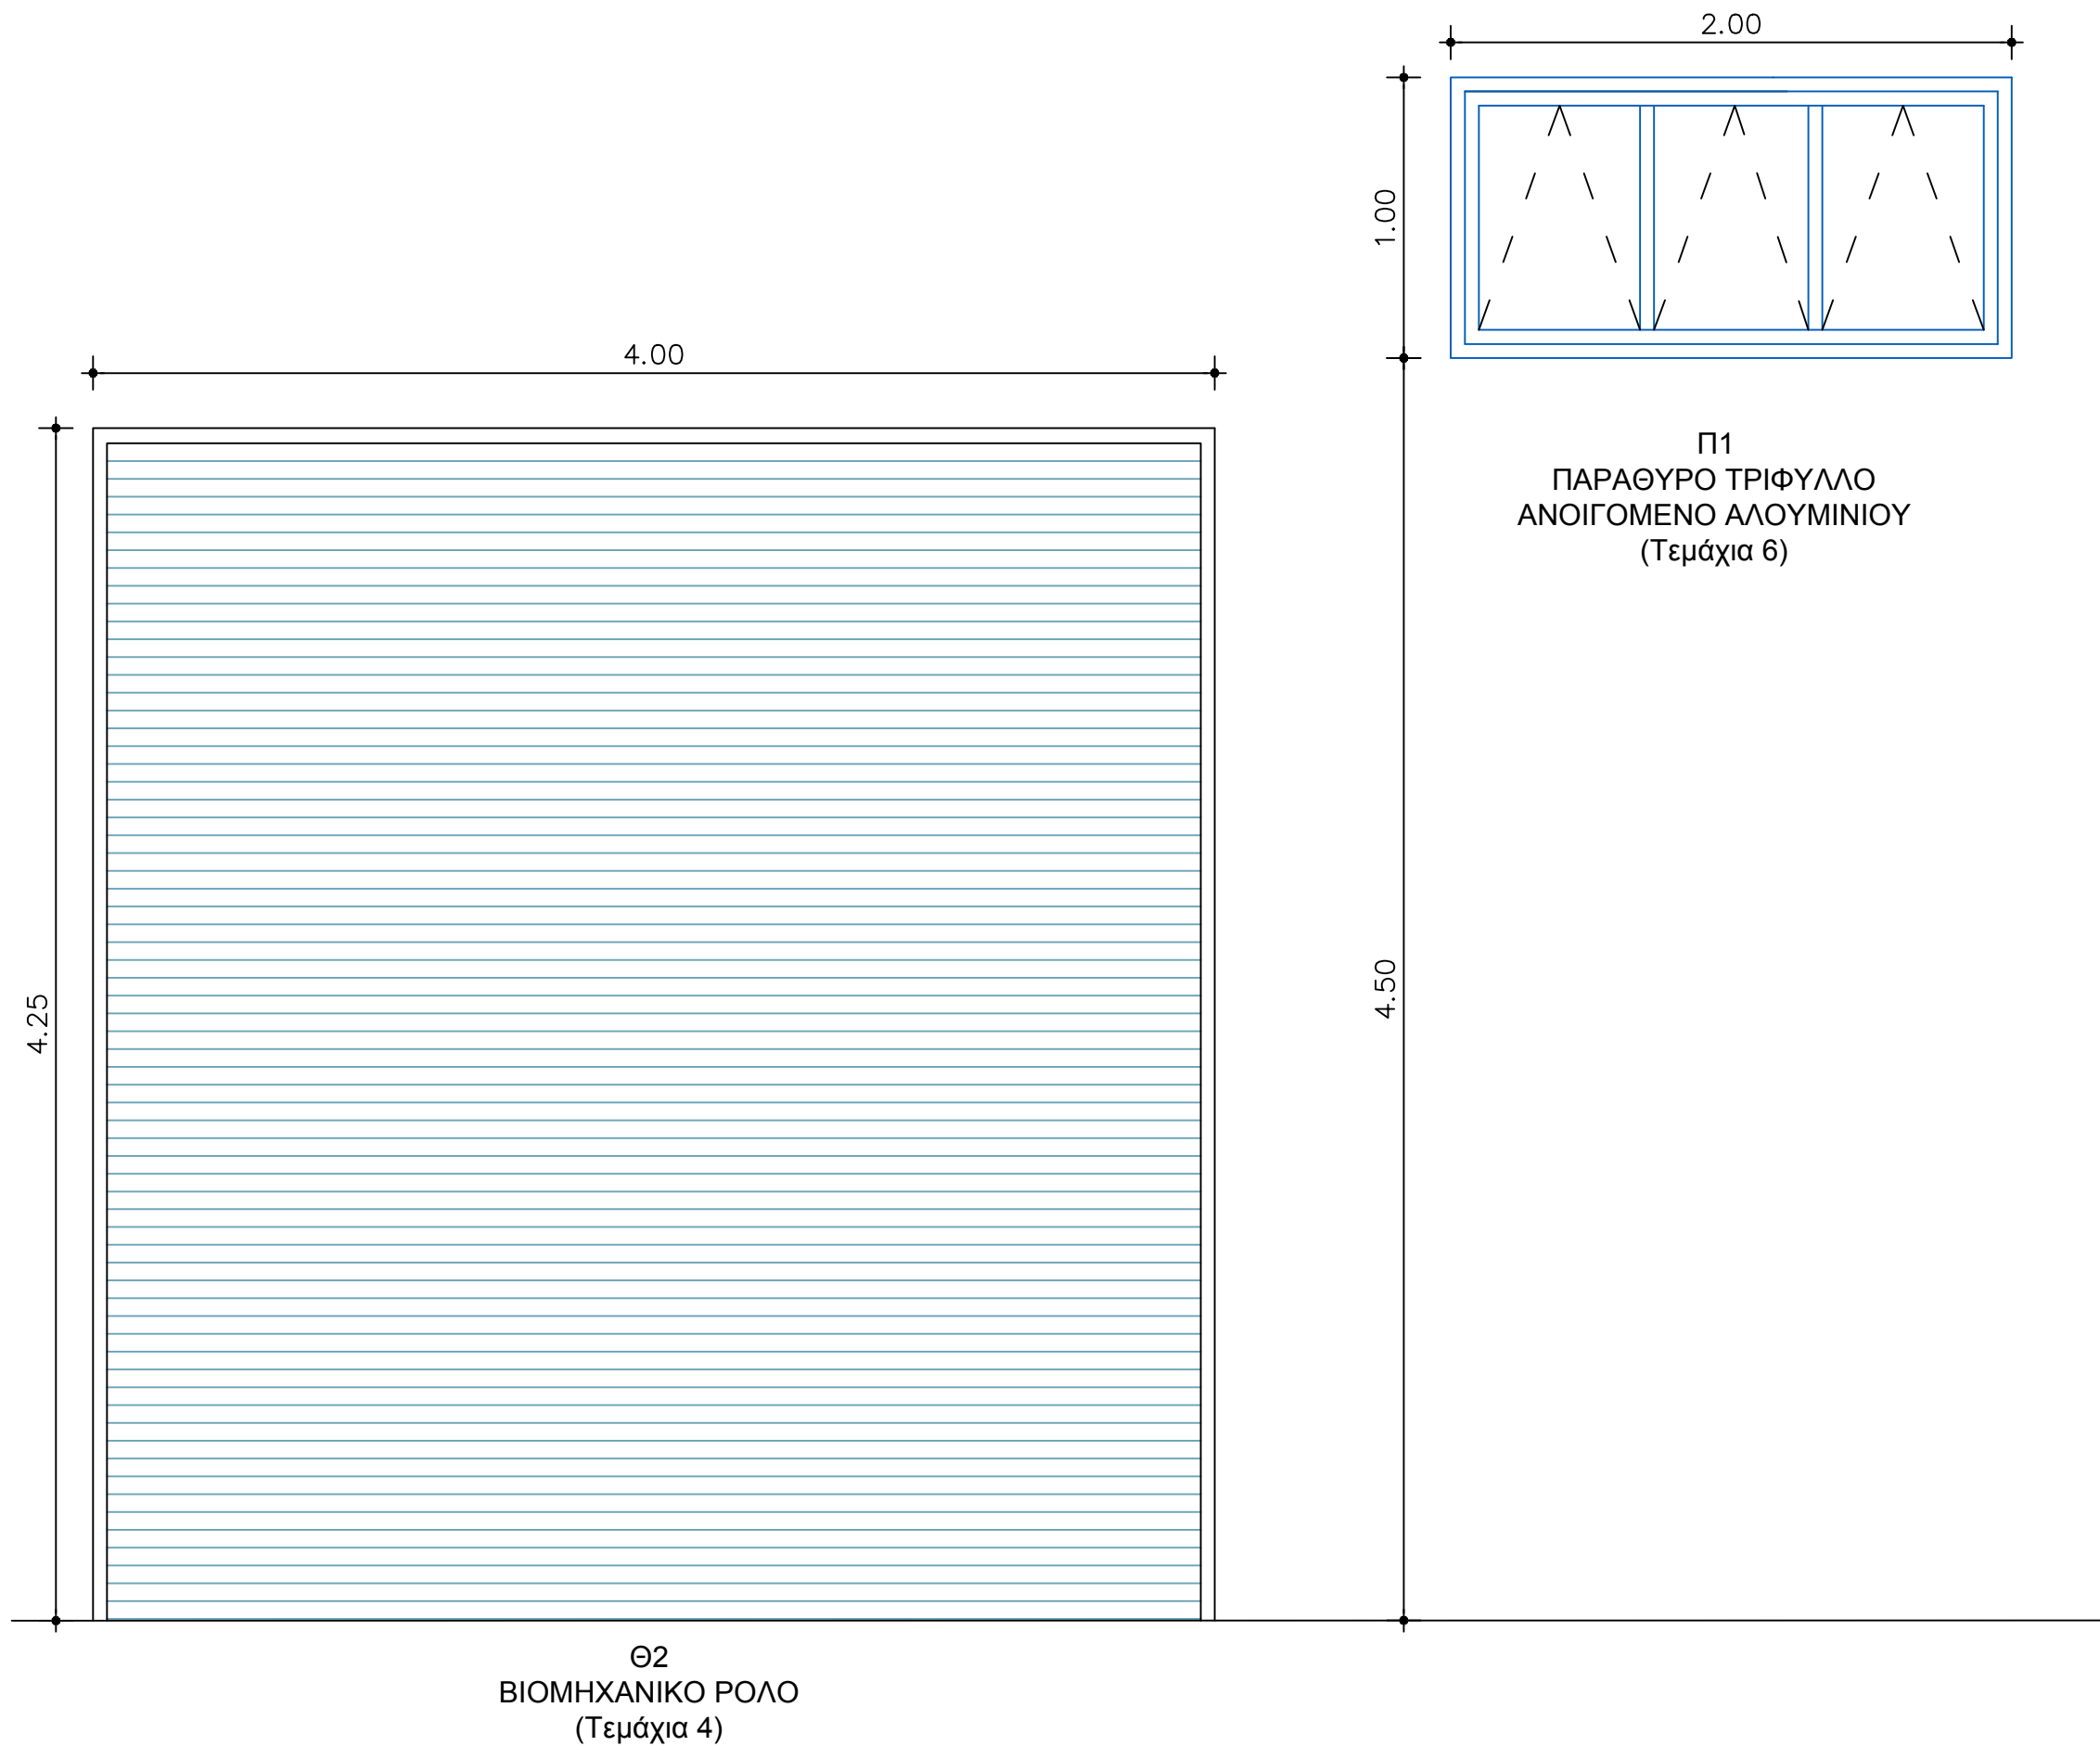 2.00
1.00
4.00
Π1
ΠΑΡΑΘΥΡΟ ΤΡΙΦΥΛΛΟ
ΑΝΟΙΓΟΜΕΝΟ ΑΛΟΥΜΙΝΙΟΥ
(Τεμάχια 6)
4.25
4.50
Θ2
ΒΙΟΜΗΧΑΝΙΚΟ ΡΟΛΟ
(Τεμάχια 4)